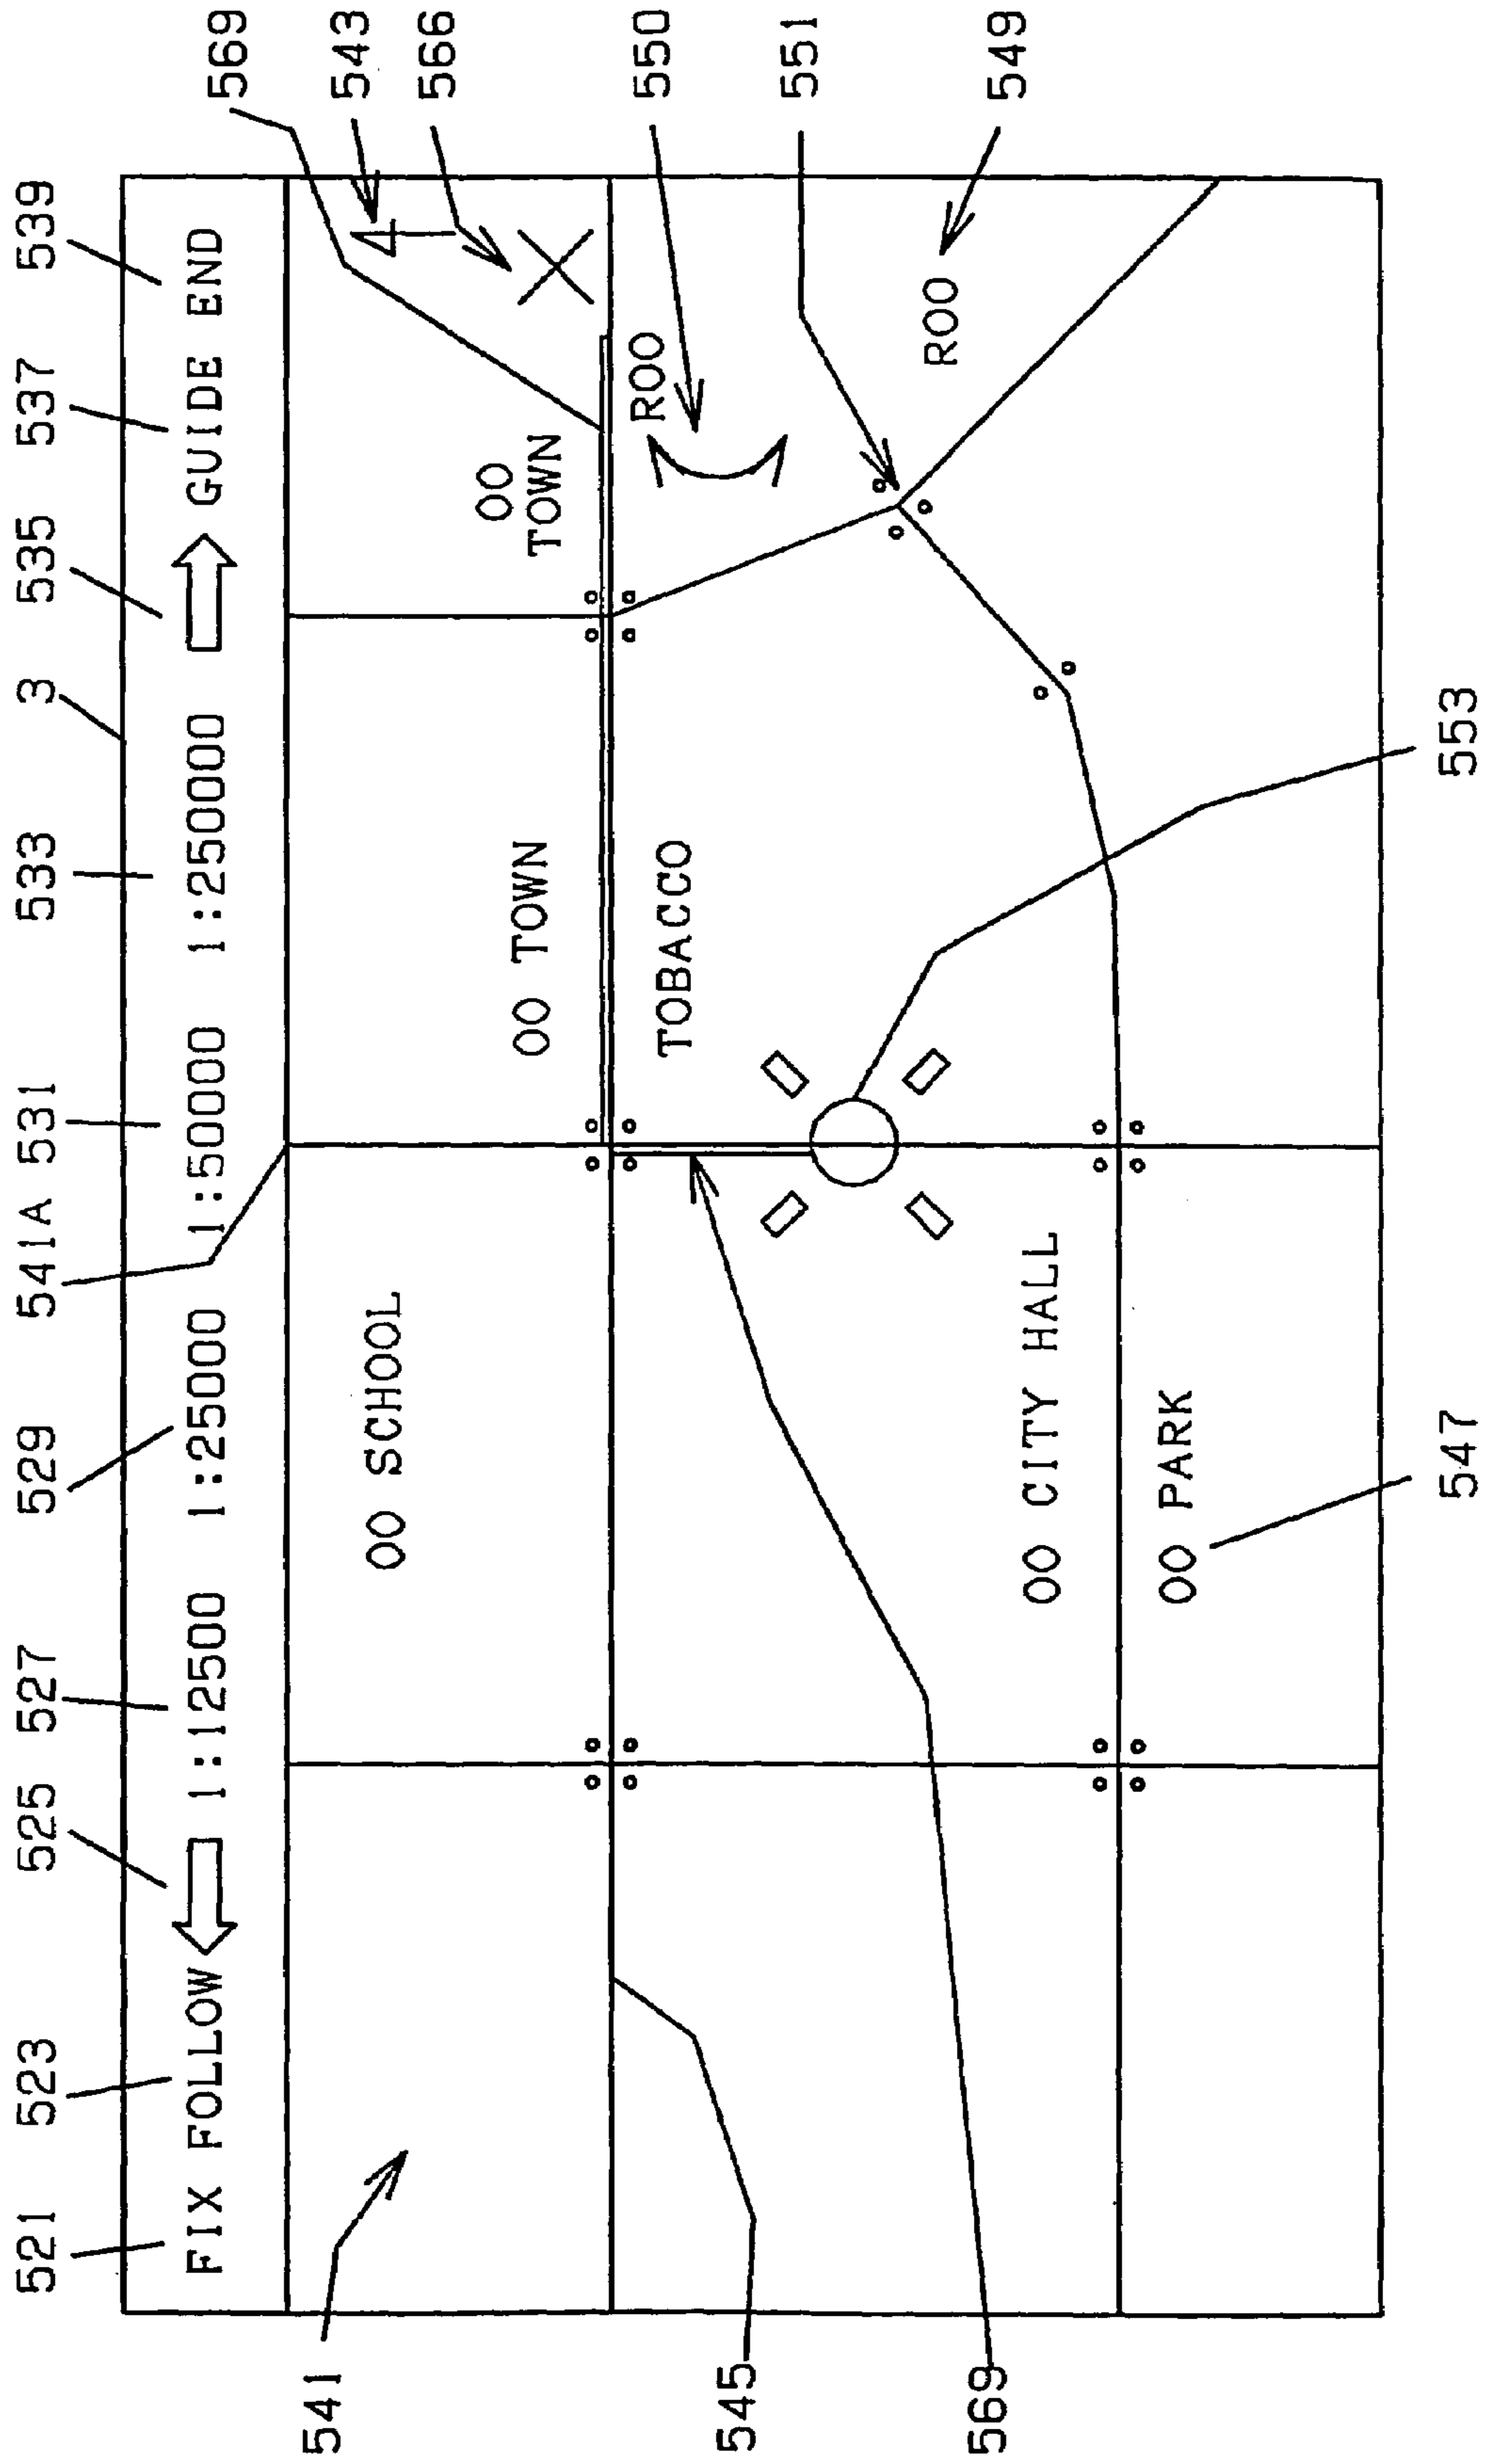 521 523 525 527 529 541A 531 533 3 535 537 539
FIX FOLLOW 1:12500 1:25000 1:50000 1:250000 GUIDE END
569
543
566
550
551
549
541
545
569
OO SCHOOL
OO TOWN
OO
TOWN
ROO
TOBACCO
ROO
OO CITY HALL
OO PARK
547
553